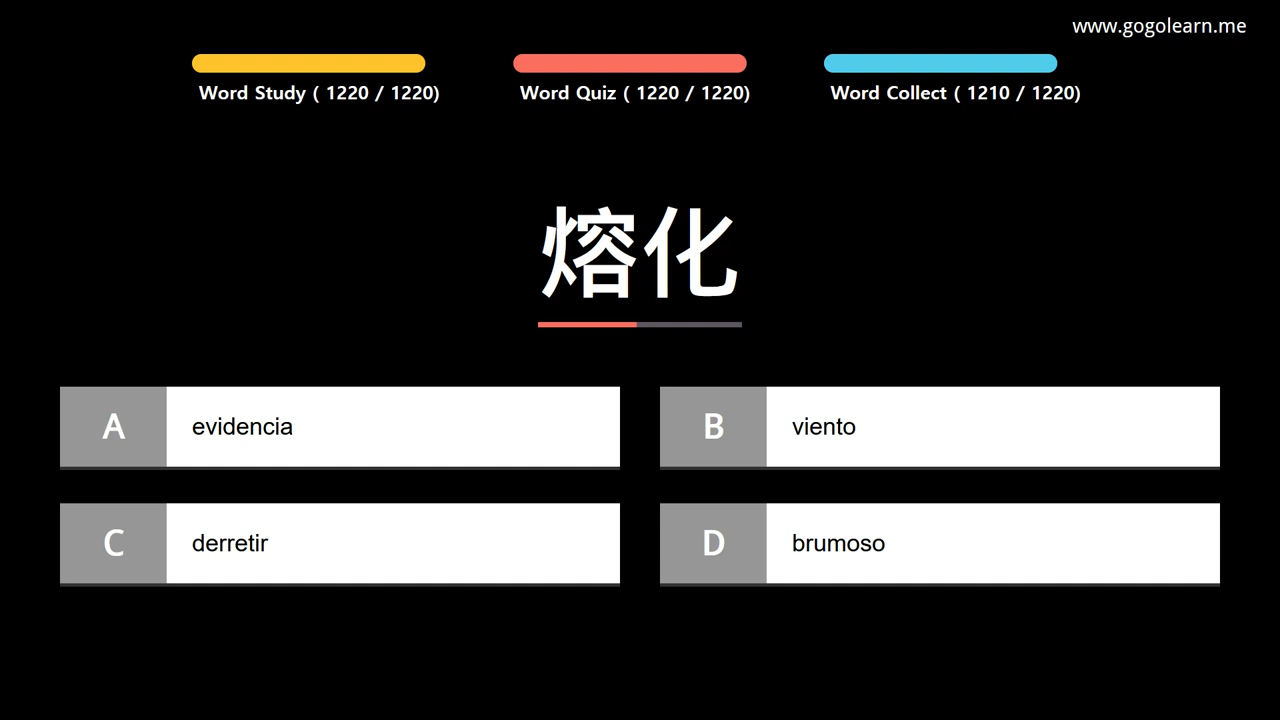 www.gogolearn.me
Word Study ( 1220 / 1220)
Word Quiz ( 1220 / 1220)
Word Collect ( 1210 / 1220)
熔化
A evidencia
B viento
C derretir
D brumoso